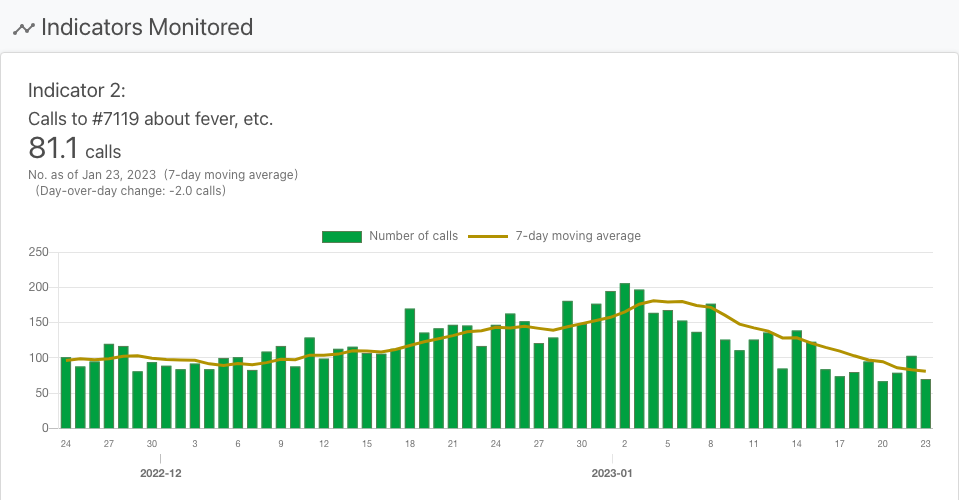 Indicators Monitored
Indicator 2:
Calls to #7119 about fever, etc.
81.1 calls
No. as of Jan 23, 2023 (7-day moving average)
(Day-over-day change: -2.0 calls)
Number of calls 7-day moving average
250
200
150
100
50
0
24 27 30 3 6 9 12 15 18 21 24 27 30 2 5 8 11 14 17 20 23
2022-12 2023-01